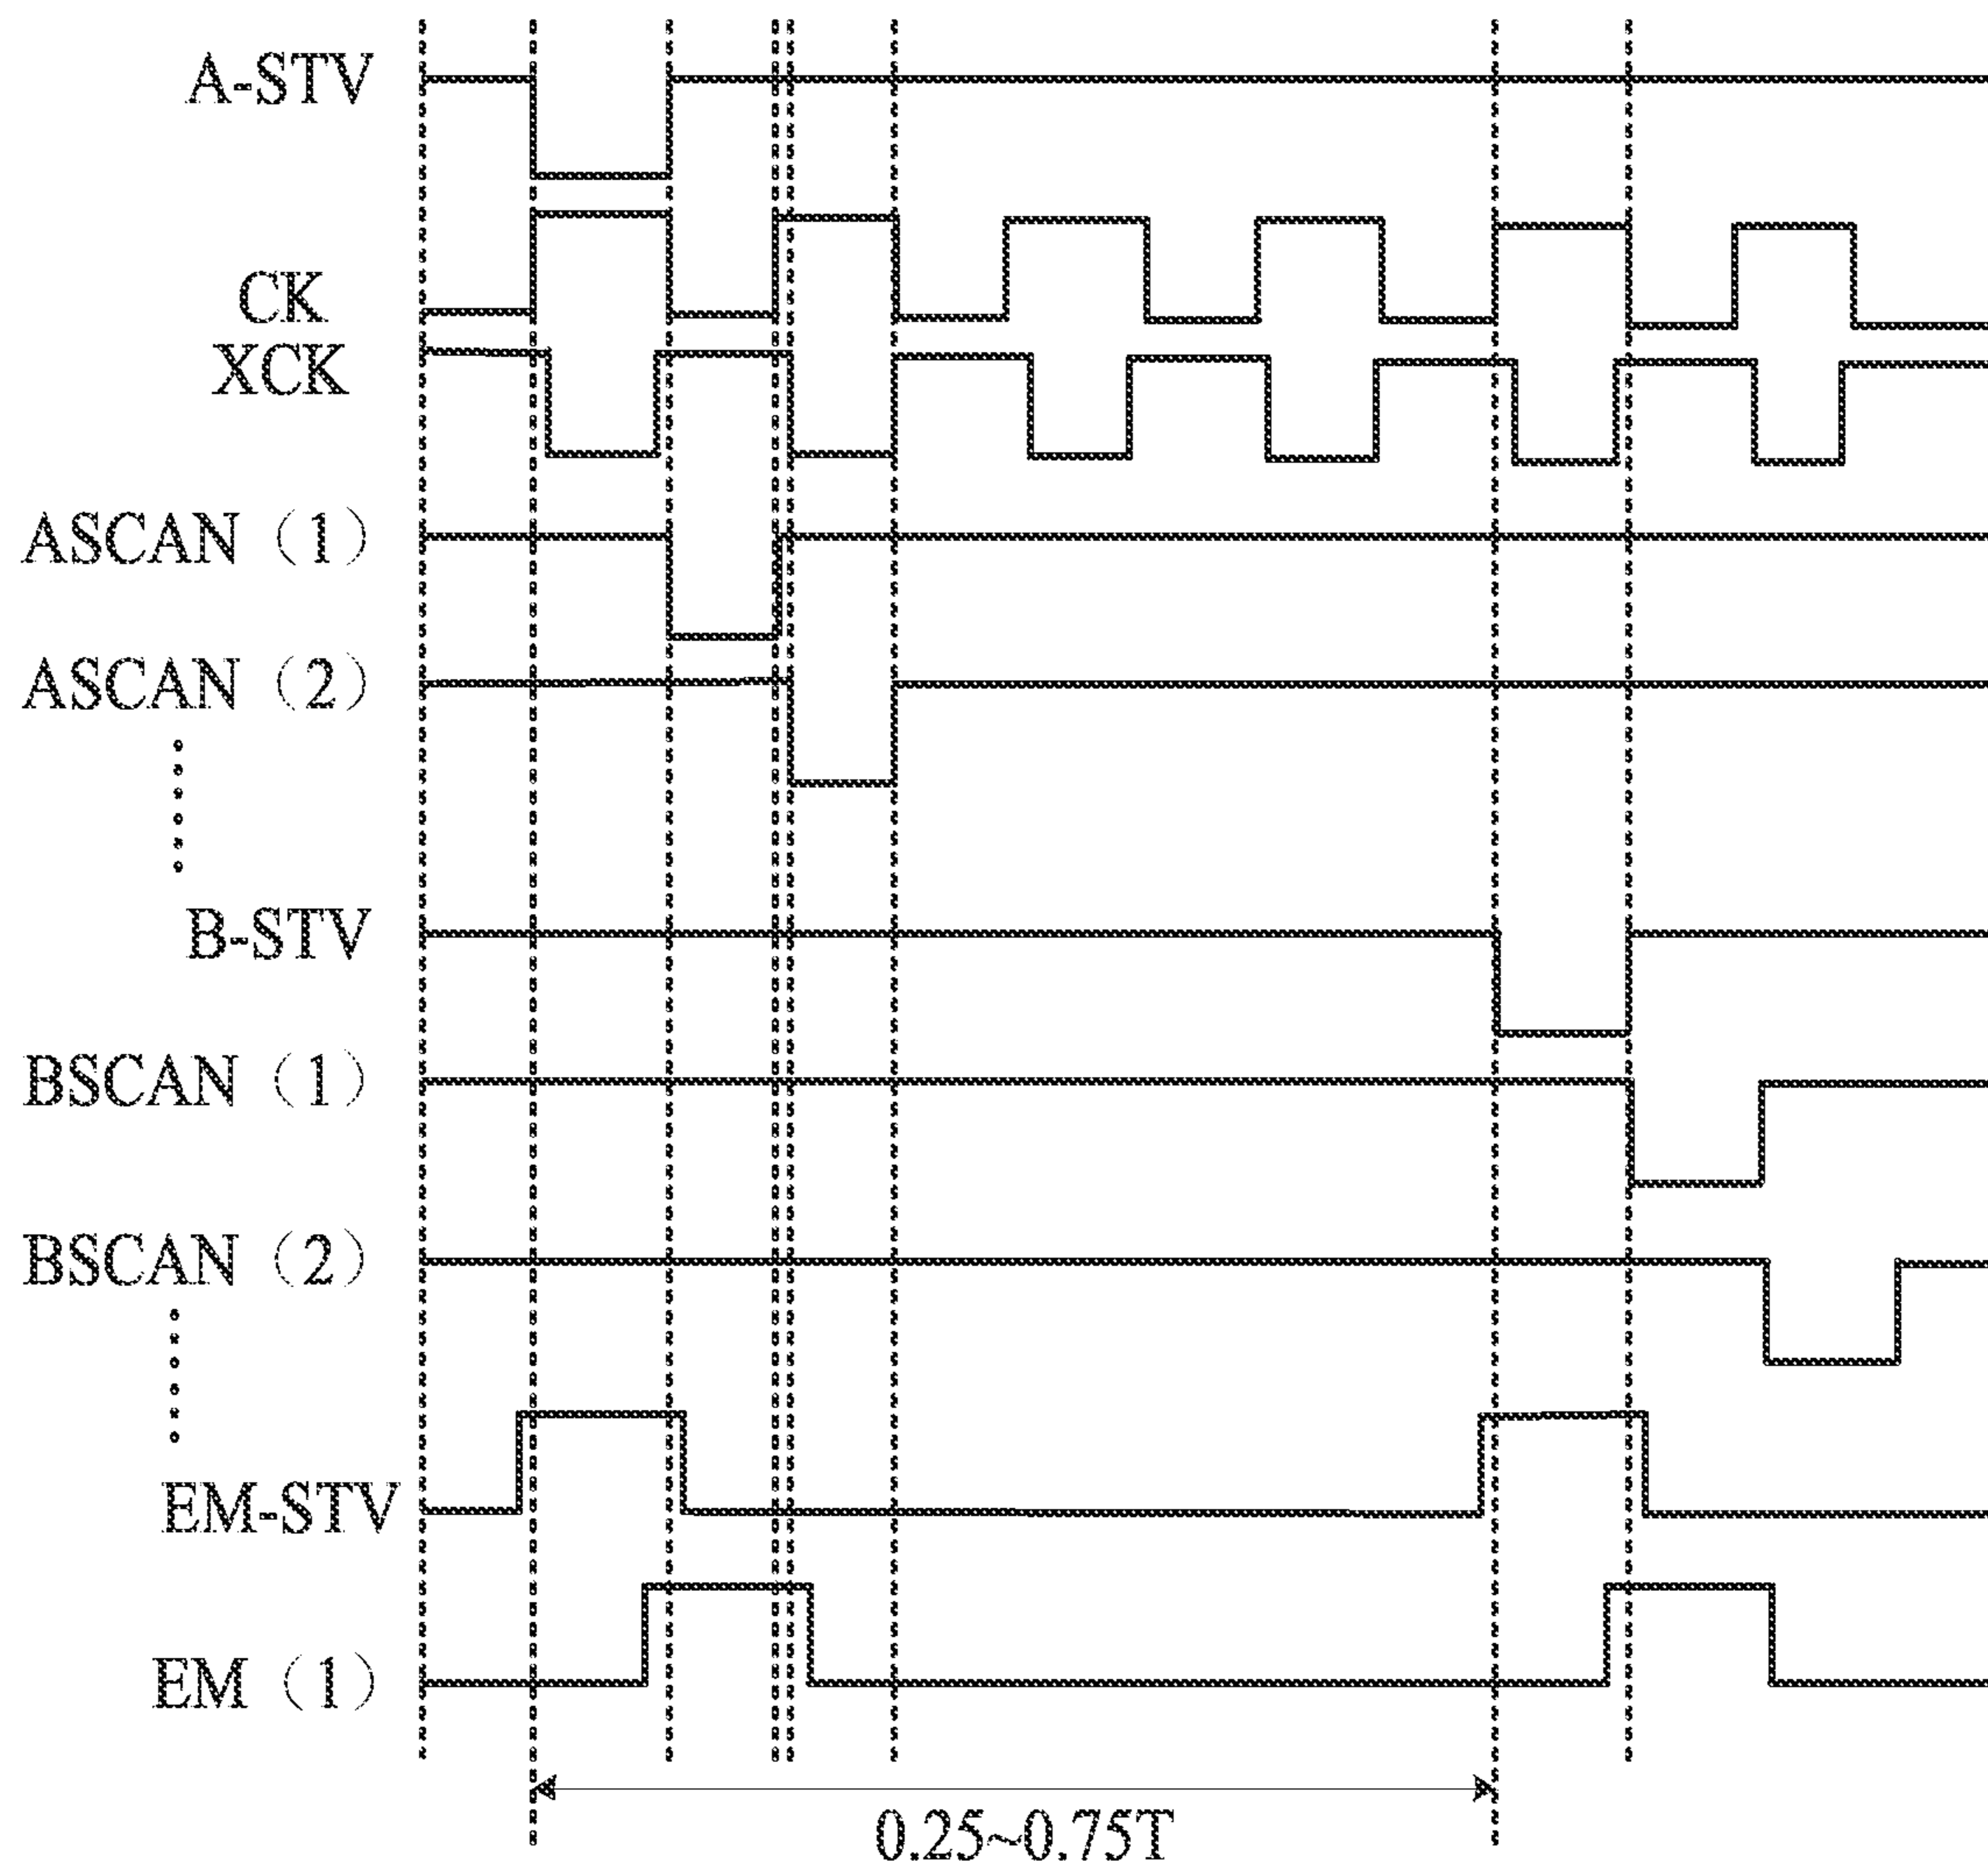 A-STV
CK
XCK
ASCAN（1）
ASCAN（2）
B-STV
BSCAN（1）
BSCAN（2）
EM-STV
EM（1）
0.25~0.75T